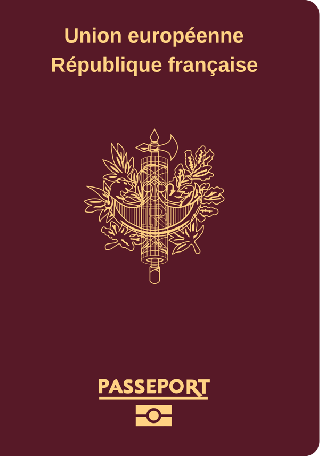 Union européenne
République française
PASSEPORT